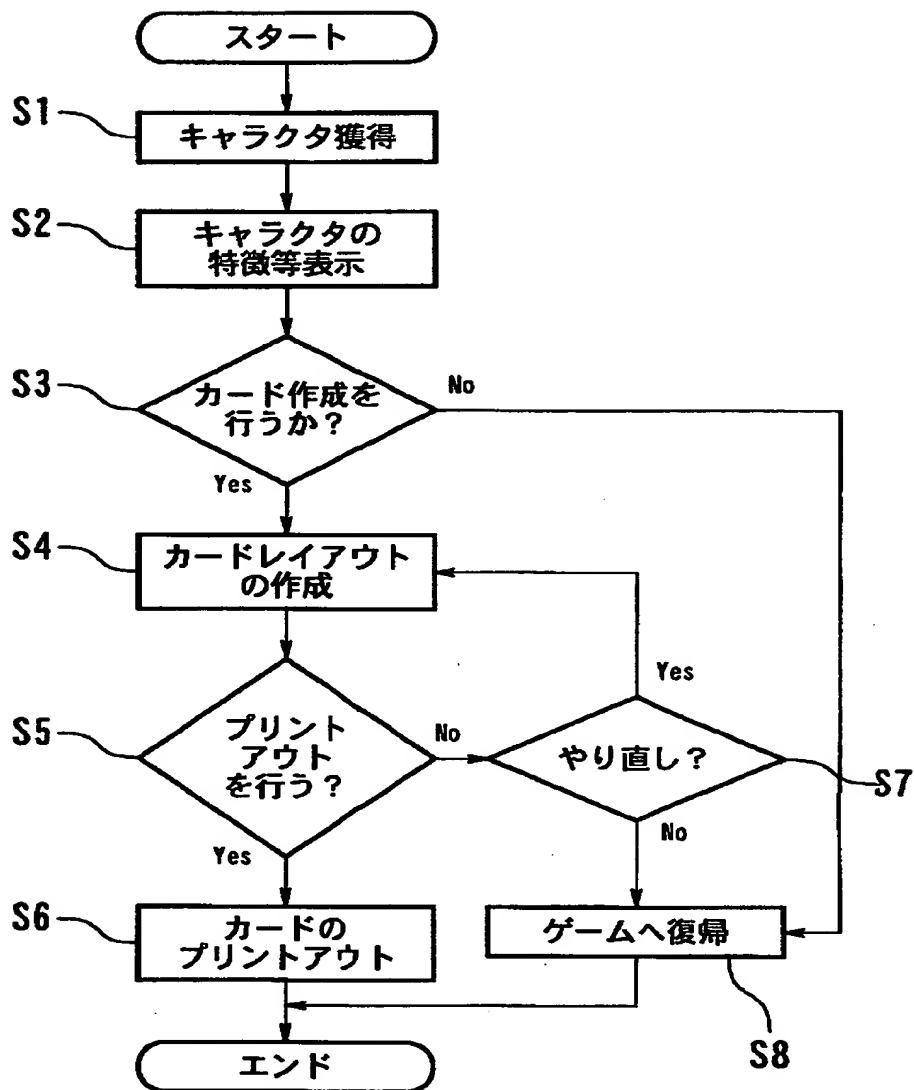 スタート
S1
キャラクタ獲得
S2
キャラクタの
特徴等表示
S3
カード作成を
行うか？
No
Yes
S4
カードレイアウト
の作成
Yes
S5
プリント
アウト
を行う？
No
やり直し？
S7
Yes
No
S6
カードの
プリントアウト
ゲームへ復帰
S8
エンド